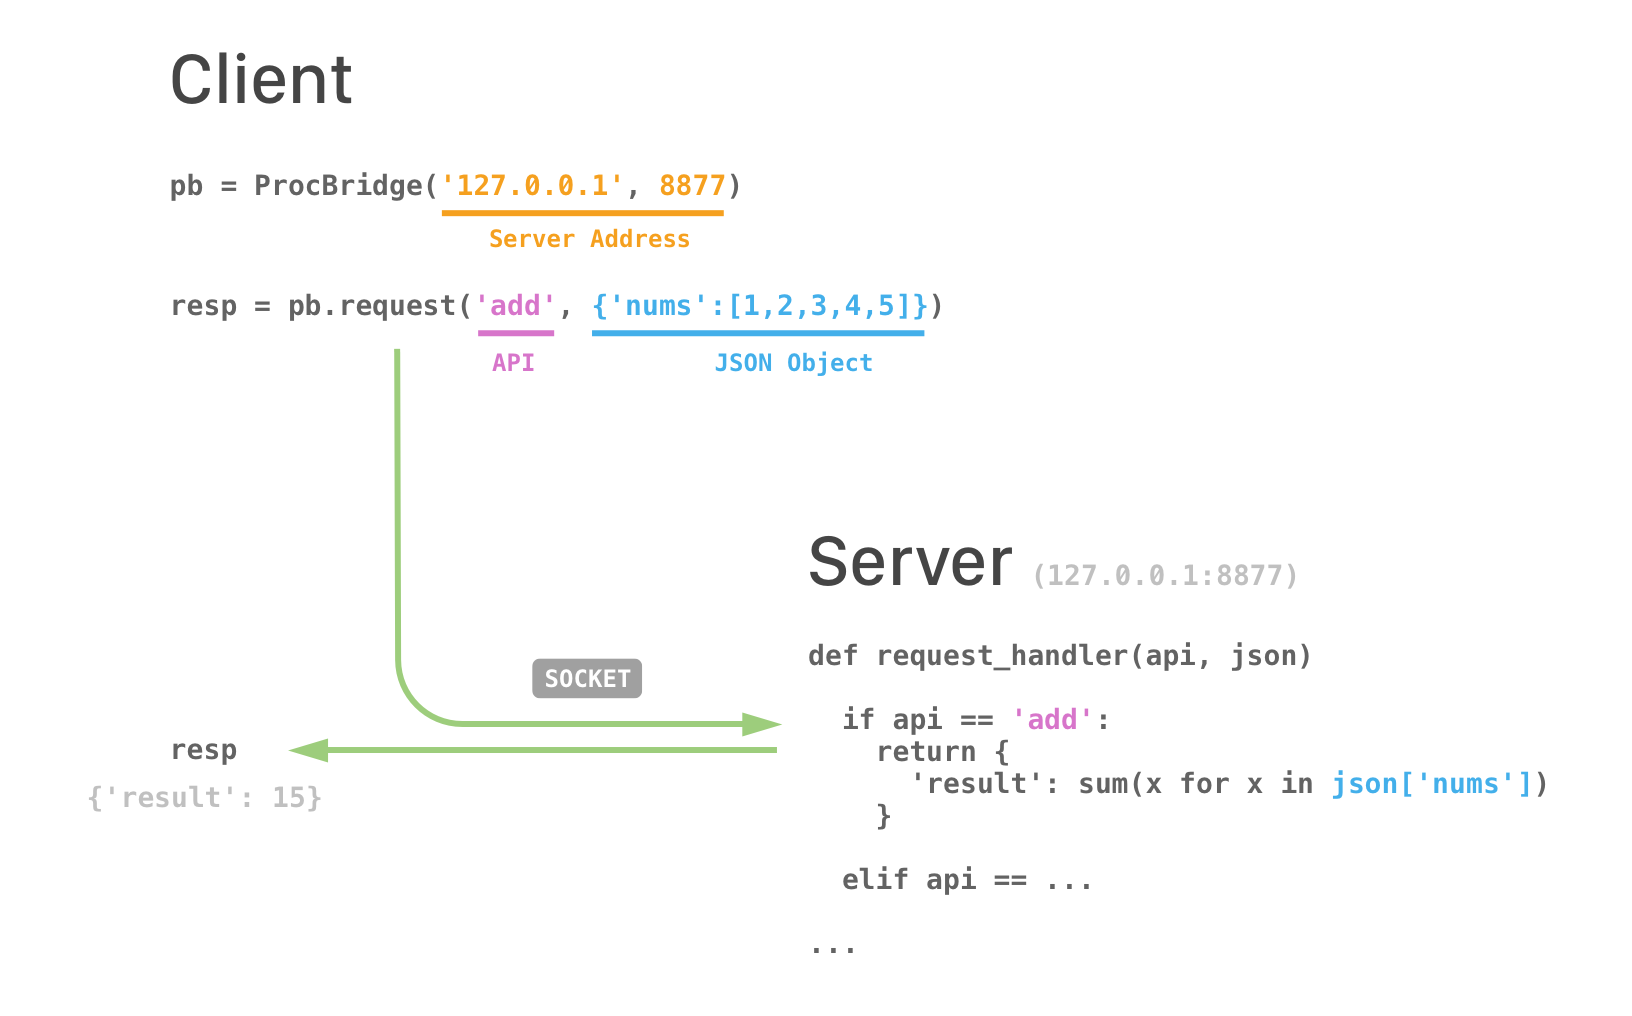 Client
pb = ProcBridge('127.0.0.1', 8877)
Server Address
resp = pb.request('add', {'nums':[1,2,3,4,5]})
API JSON Object
Server (127.0.0.1:8877)
def request_handler(api, json)
SOCKET
if api == 'add':
resp
return {
'result': sum(x for x in json['nums'])
{'result': 15}
}
elif api == ...
...